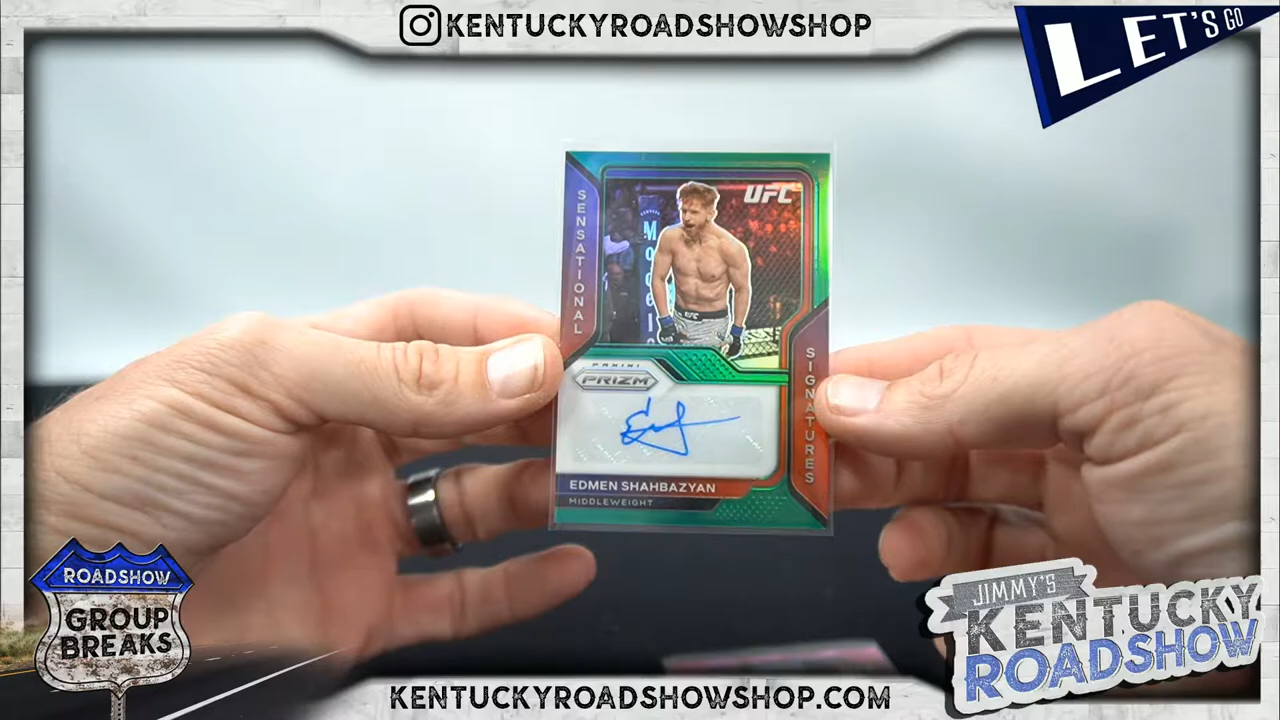 KENTUCKYROADSHOWSHOP
LET'S GO
SENSATIONAL
UFC
Model
PANINI
PRIZM
SIGNATURES
EDMEN SHAHBAZYAN
MIDDLEWEIGHT
ROADSHOW
GROUP
BREAKS
JIMMY'S
KENTUCKY
ROADSHOW
KENTUCKYROADSHOWSHOP.COM